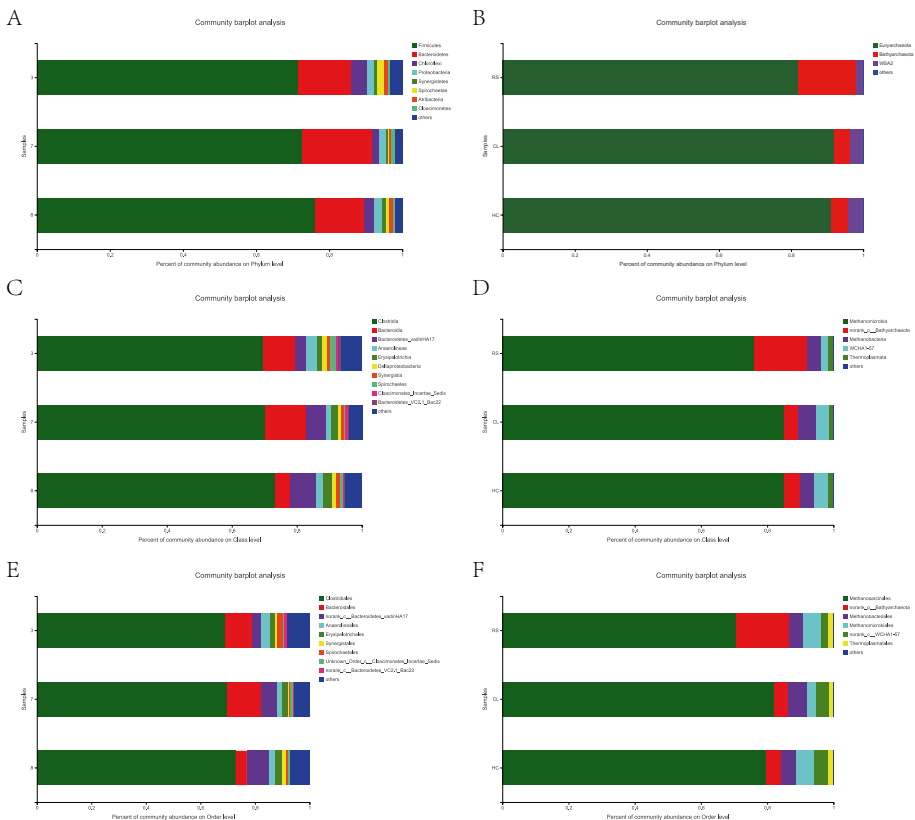 A
Community barplot analysis
Samples
3
7
6
0
0.2
0.4
0.6
0.8
1
Percent of community abundance on Phylum level
Firmicutes
Bacteroidetes
Chloroflexi
Proteobacteria
Synergistetes
Spirochaetae
Atribacteria
Cloacimonetes
others
B
Community barplot analysis
Samples
RS
CL
HC
0
0.2
0.4
0.6
0.8
1
Percent of community abundance on Phylum level
Euryarchaeota
Bathyarchaeota
WSA2
others
C
Community barplot analysis
Samples
3
7
6
0
0.2
0.4
0.6
0.8
1
Percent of community abundance on Class level
Clostridia
Bacteroidia
Bacteroidetes_vadinHA17
Anaerolineae
Erysipelotrichia
Deltaproteobacteria
Synergistia
Spirochaetes
Cloacimonetes_Incertae_Sedis
Bacteroidetes_VC2.1_Bac22
others
D
Community barplot analysis
Samples
RS
CL
HC
0
0.2
0.4
0.6
0.8
1
Percent of community abundance on Class level
Methanomicrobia
norank_p__Bathyarchaeota
Methanobacteria
WCHA1-57
Thermoplasmata
others
E
Community barplot analysis
Samples
3
7
6
0
0.2
0.4
0.6
0.8
1
Percent of community abundance on Order level
Clostridiales
Bacteroidales
norank_c__Bacteroidetes_vadinHA17
Anaerolineales
Erysipelotrichales
Synergistales
Spirochaetales
Unknown_Order_c__Cloacimonetes_Incertae_Sedis
norank_c__Bacteroidetes_VC2.1_Bac22
others
F
Community barplot analysis
Samples
RS
CL
HC
0
0.2
0.4
0.6
0.8
1
Percent of community abundance on Order level
Methanosarcinales
norank_p__Bathyarchaeota
Methanobacteriales
Methanomicrobiales
norank_c__WCHA1-57
Thermoplasmatales
others